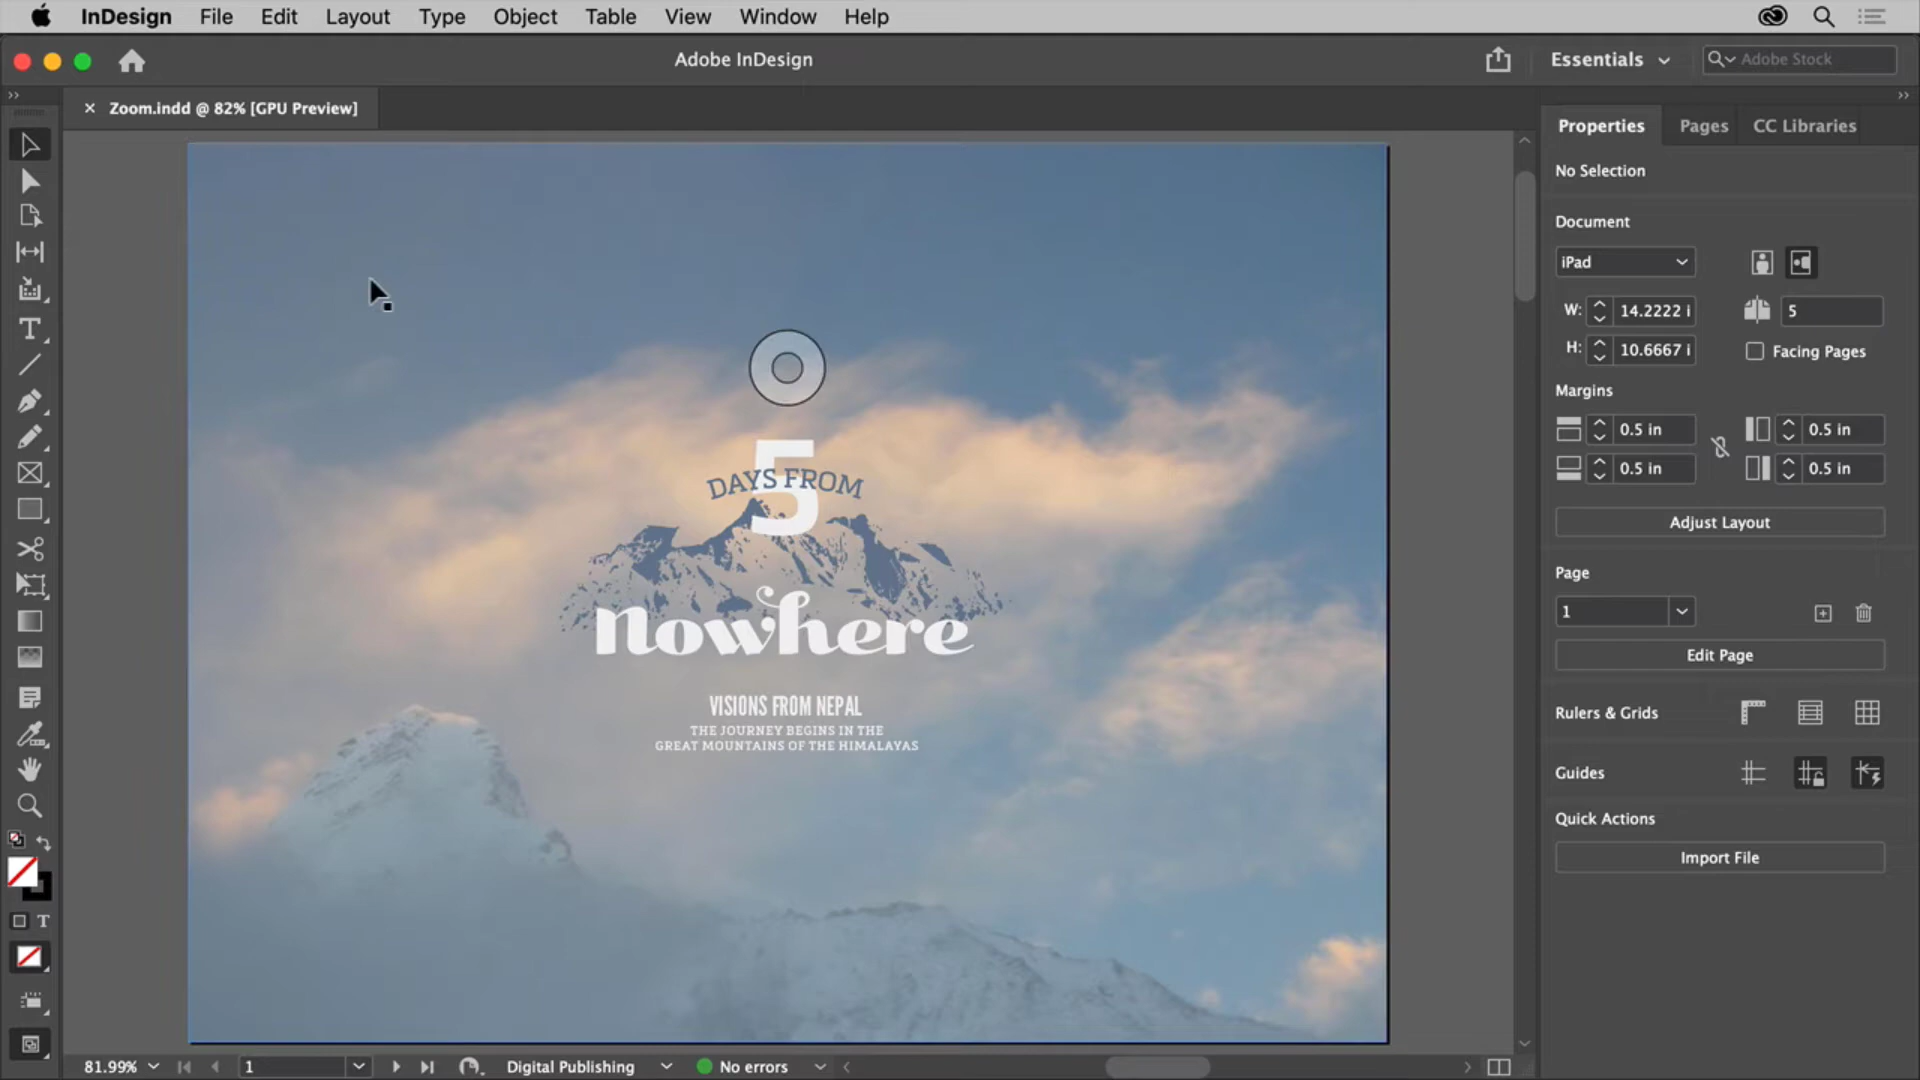 InDesign File Edit Layout Type Object Table View Window Help
Adobe InDesign
Essentials
Adobe Stock
× Zoom.indd @ 82% [GPU Preview]
Properties Pages CC Libraries
No Selection
Document
iPad
W: 14.2222 i
5
H: 10.6667 i
Facing Pages
Margins
0.5 in
0.5 in
0.5 in
0.5 in
Adjust Layout
Page
1
Edit Page
Rulers & Grids
Guides
Quick Actions
Import File
5
DAYS FROM
nowhere
VISIONS FROM NEPAL
THE JOURNEY BEGINS IN THE
GREAT MOUNTAINS OF THE HIMALAYAS
81.99%
1
Digital Publishing
No errors